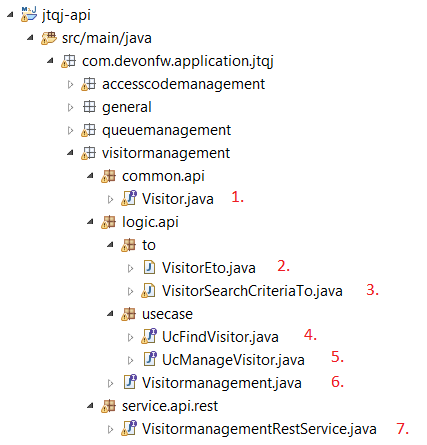 jtqj-api
src/main/java
com.devonfw.application.jtqj
accesscodemanagement
general
queuemanagement
visitormanagement
common.api
Visitor.java 1.
logic.api
to
VisitorEto.java 2.
VisitorSearchCriteriaTo.java 3.
usecase
UcFindVisitor.java 4.
UcManageVisitor.java 5.
Visitormanagement.java 6.
service.api.rest
VisitormanagementRestService.java 7.